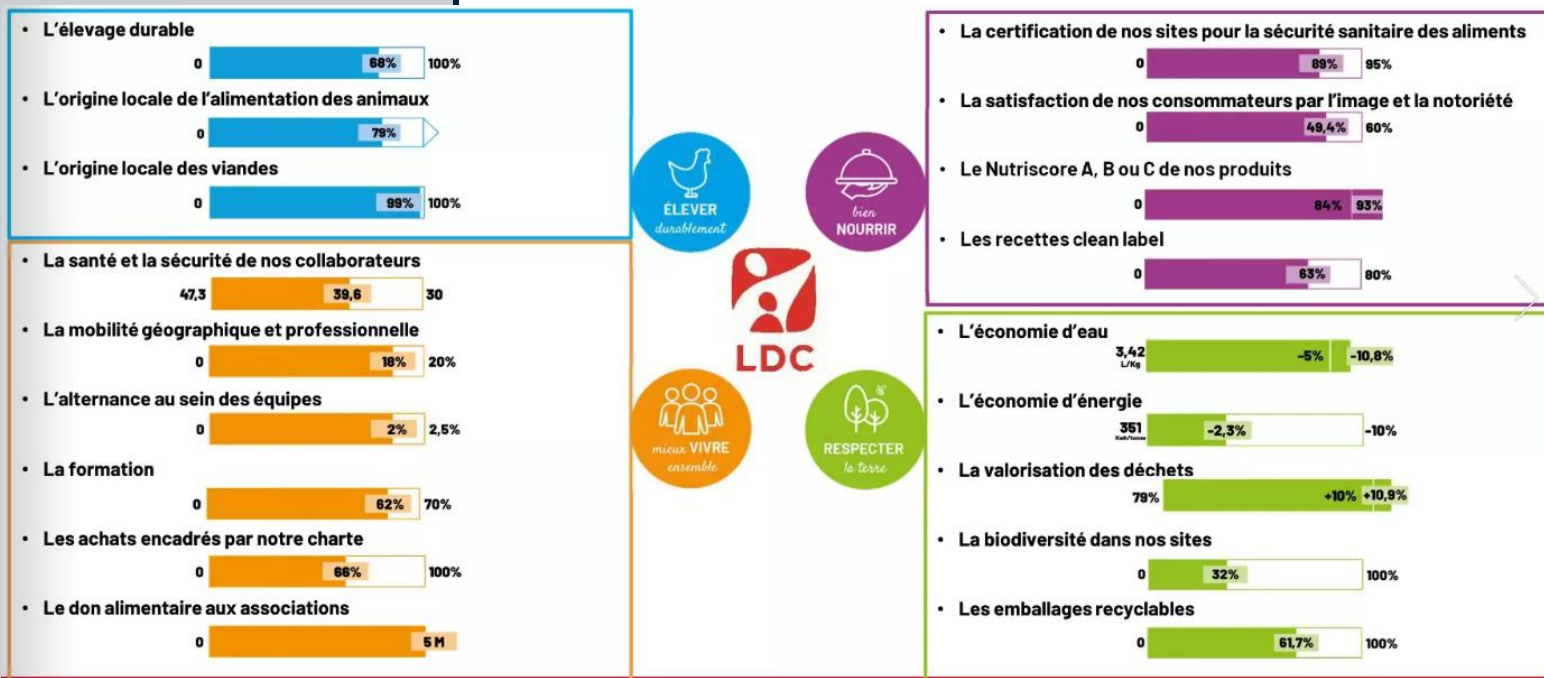 • L'élevage durable
0 68% 100%
• L'origine locale de l'alimentation des animaux
0 79%
• L'origine locale des viandes
0 99% 100%
• La santé et la sécurité de nos collaborateurs
47,3 39,6 30
• La mobilité géographique et professionnelle
0 18% 20%
• L'alternance au sein des équipes
0 2% 2,5%
• La formation
0 62% 70%
• Les achats encadrés par notre charte
0 66% 100%
• Le don alimentaire aux associations
0 5 M
ÉLEVER
durablement
bien
NOURRIR
LDC
mieux VIVRE
ensemble
RESPECTER
la terre
• La certification de nos sites pour la sécurité sanitaire des aliments
0 89% 95%
• La satisfaction de nos consommateurs par l'image et la notoriété
0 49,4% 60%
• Le Nutriscore A, B ou C de nos produits
0 84% 93%
• Les recettes clean label
0 63% 80%
• L'économie d'eau
3,42 -5% -10,8%
L/Kg
• L'économie d'énergie
351 -2,3% -10%
Kwh/tonne
• La valorisation des déchets
79% +10% +10,9%
• La biodiversité dans nos sites
0 32% 100%
• Les emballages recyclables
0 61,7% 100%